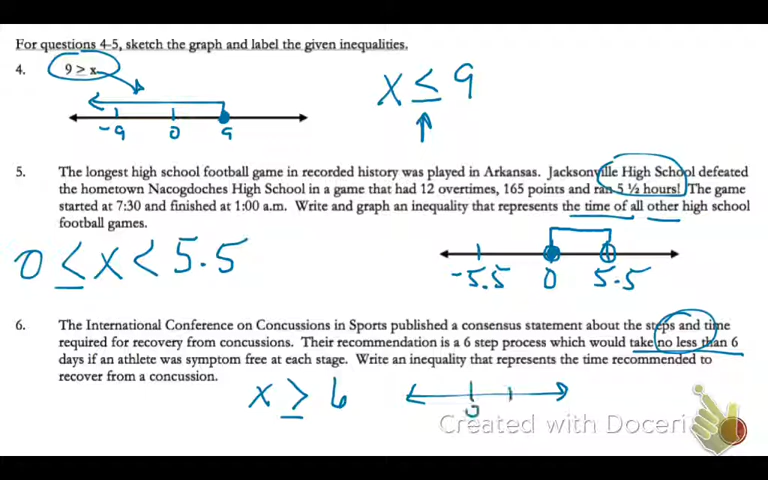 For questions 4-5, sketch the graph and label the given inequalities.
4. 9 ≥ x
x ≤ 9
-9 0 9
5. The longest high school football game in recorded history was played in Arkansas. Jacksonville High School defeated
the hometown Nacogdoches High School in a game that had 12 overtimes, 165 points and ran 5 ½ hours! The game
started at 7:30 and finished at 1:00 a.m. Write and graph an inequality that represents the time of all other high school
football games.
0 ≤ x < 5.5
-5.5 0 5.5
6. The International Conference on Concussions in Sports published a consensus statement about the steps and time
required for recovery from concussions. Their recommendation is a 6 step process which would take no less than 6
days if an athlete was symptom free at each stage. Write an inequality that represents the time recommended to
recover from a concussion.
x ≥ 6
0
Created with Doceri